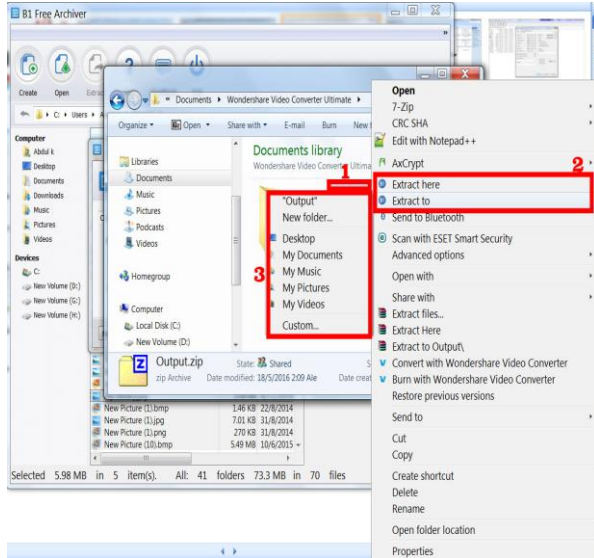 B1 Free Archiver
Create
Open
C:
Users
Computer
Abdul k
Desktop
Documents
Downloads
Music
Pictures
Videos
Devices
C:
New Volume (D:)
New Volume (G:)
New Volume (H:)
Documents
Wondershare Video Converter Ultimate
Organize
Open
Share with
E-mail
Burn
Libraries
Documents
Music
Pictures
Podcasts
Videos
Homegroup
Computer
Local Disk (C:)
New Volume (D:)
Documents library
1
"Output"
New folder...
Desktop
My Documents
My Music
3
My Pictures
My Videos
Custom...
Output.zip
State: Shared
zip Archive
Date modified: 18/5/2016 2:09 Ale
New Picture (1).bmp 1.46 KB 22/8/2014
New Picture (1).jpg 7.01 KB 31/8/2014
New Picture (1).png 270 KB 31/8/2014
New Picture (10).bmp 5.49 MB 10/6/2015
Selected 5.98 MB in 5 item(s). All: 41 folders 73.3 MB in 70 files
Open
7-Zip
CRC SHA
Edit with Notepad++
AxCrypt
2
Extract here
Extract to
Send to Bluetooth
Scan with ESET Smart Security
Advanced options
Open with
Share with
Extract files...
Extract Here
Extract to Output\
Convert with Wondershare Video Converter
Burn with Wondershare Video Converter
Restore previous versions
Send to
Cut
Copy
Create shortcut
Delete
Rename
Open folder location
Properties